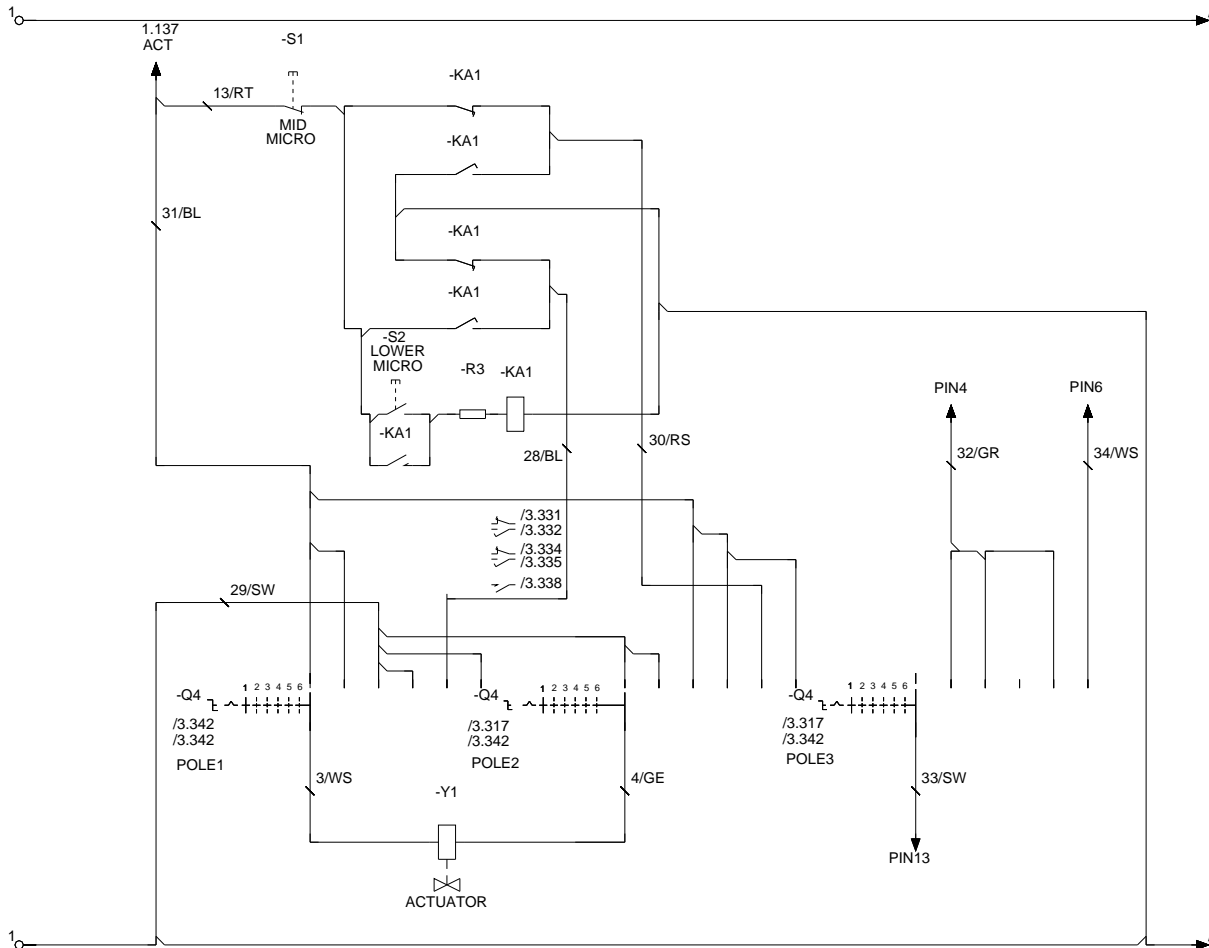 1
1.137
ACT
-S1
-KA1
13/RT
MID
MICRO
-KA1
31/BL
-KA1
-KA1
-S2
LOWER
MICRO
-R3
-KA1
-KA1
PIN4
PIN6
28/BL
30/RS
32/GR
34/WS
/3.331
/3.332
/3.334
/3.335
/3.338
29/SW
-Q4
1 2 3 4 5 6
/3.342
/3.342
POLE1
-Q4
1 2 3 4 5 6
/3.317
/3.342
POLE2
-Q4
1 2 3 4 5 6
/3.317
/3.342
POLE3
3/WS
-Y1
4/GE
33/SW
PIN13
ACTUATOR
1